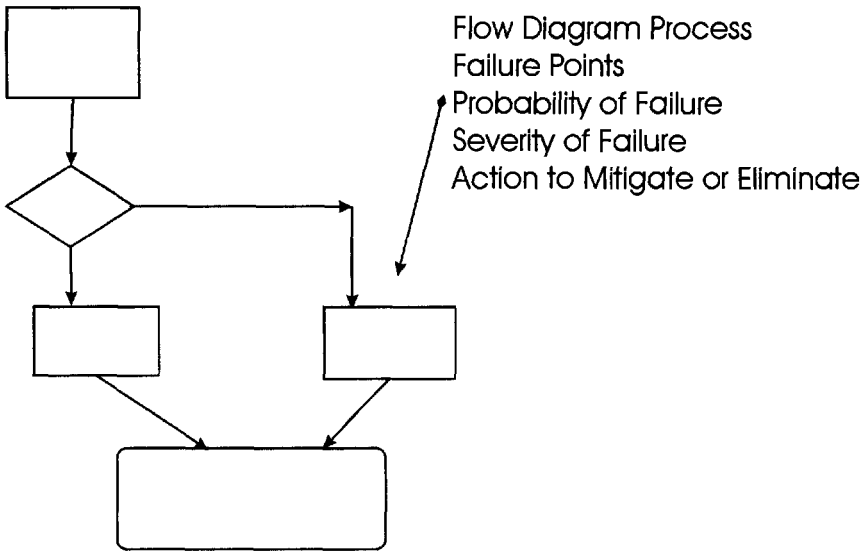 Flow Diagram Process
Failure Points
Probability of Failure
Severity of Failure
Action to Mitigate or Eliminate